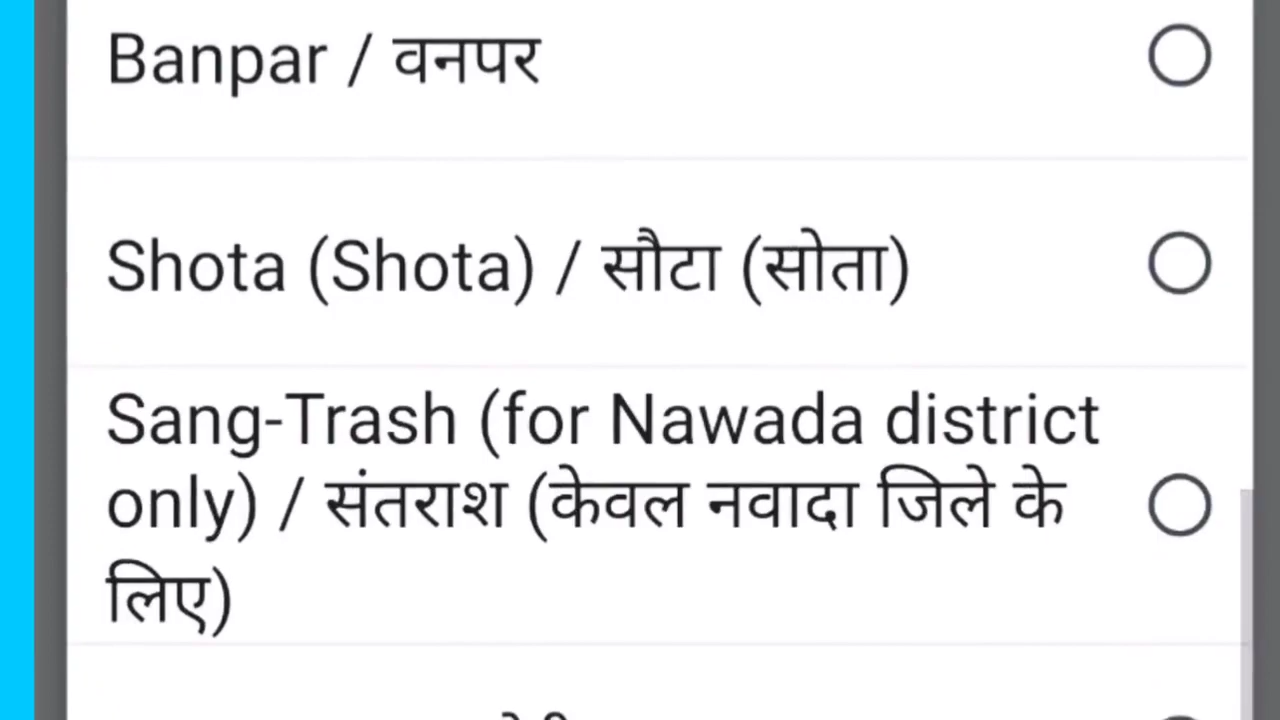 Banpar / वनपर
Shota (Shota) / सौटा (सोता)
Sang-Trash (for Nawada district
only) / संतराश (केवल नवादा जिले के
लिए)